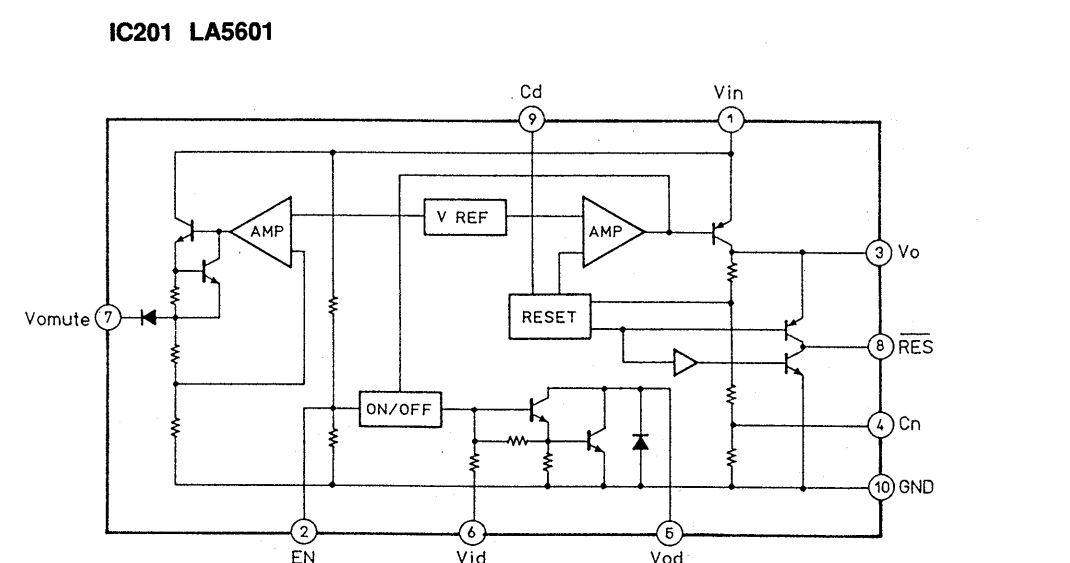 IC201 LA5601
Cd
Vin
9
1
AMP
V REF
AMP
3 Vo
Vomute 7
RESET
8 RES
ON/OFF
4 Cn
10 GND
2
6
5
EN
Vid
Vod